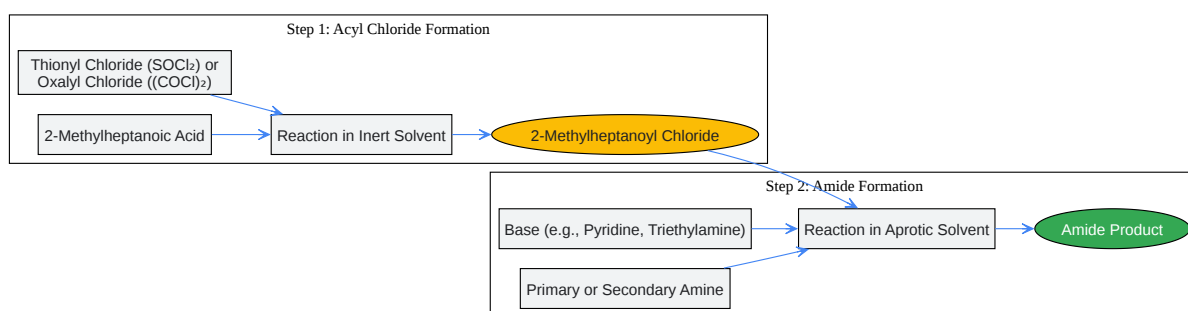 Step 1: Acyl Chloride Formation
Thionyl Chloride (SOCl₂) or
Oxalyl Chloride ((COCl)₂)
2-Methylheptanoic Acid
Reaction in Inert Solvent
2-Methylheptanoyl Chloride
Step 2: Amide Formation
Base (e.g., Pyridine, Triethylamine)
Reaction in Aprotic Solvent
Amide Product
Primary or Secondary Amine